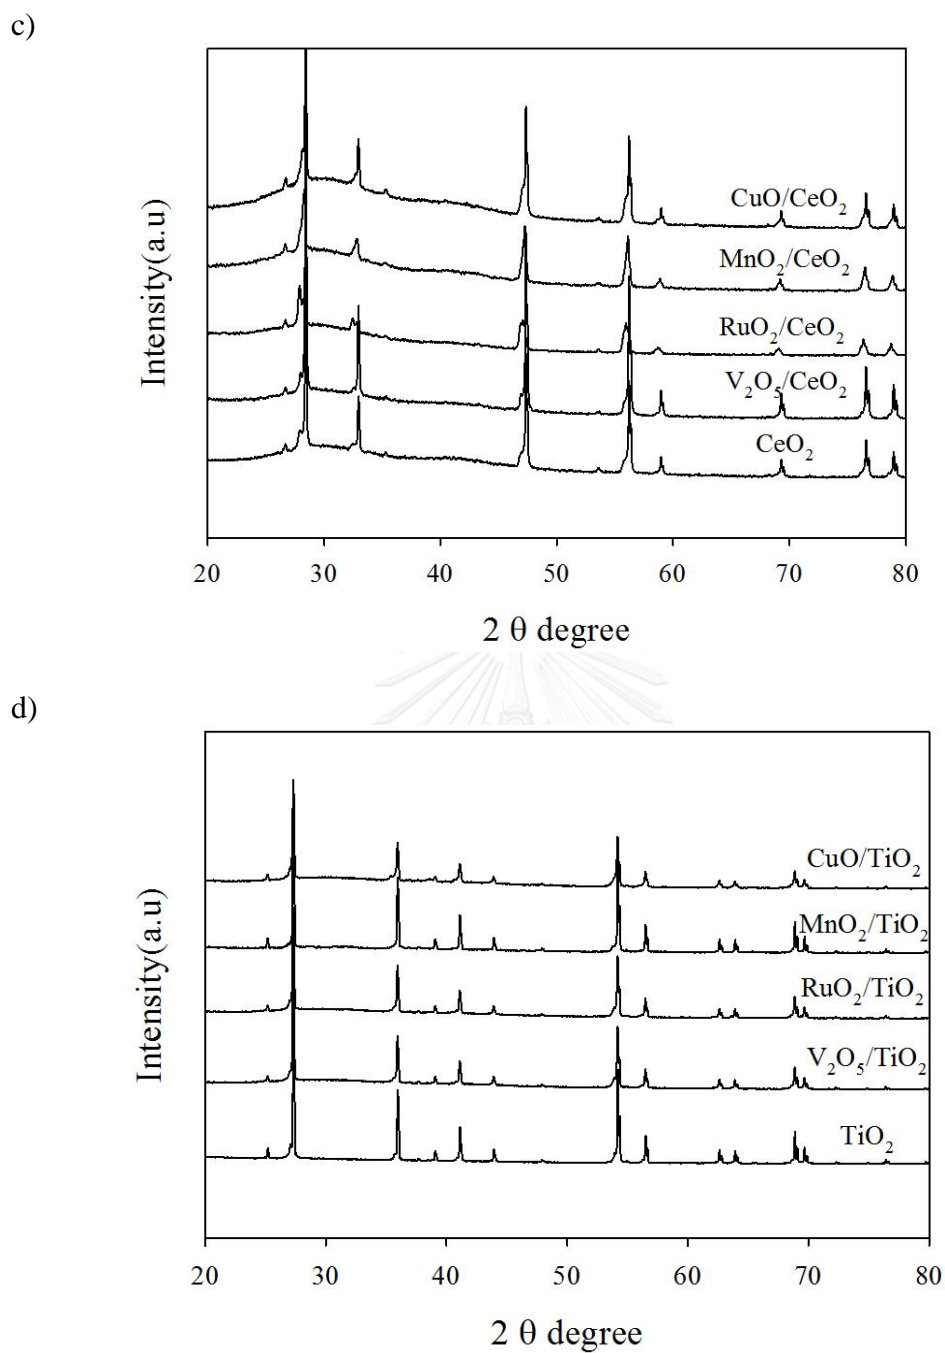 c)
Intensity(a.u)
CuO/CeO₂
MnO₂/CeO₂
RuO₂/CeO₂
V₂O₅/CeO₂
CeO₂
20 30 40 50 60 70 80
2 θ degree
d)
Intensity(a.u)
CuO/TiO₂
MnO₂/TiO₂
RuO₂/TiO₂
V₂O₅/TiO₂
TiO₂
20 30 40 50 60 70 80
2 θ degree